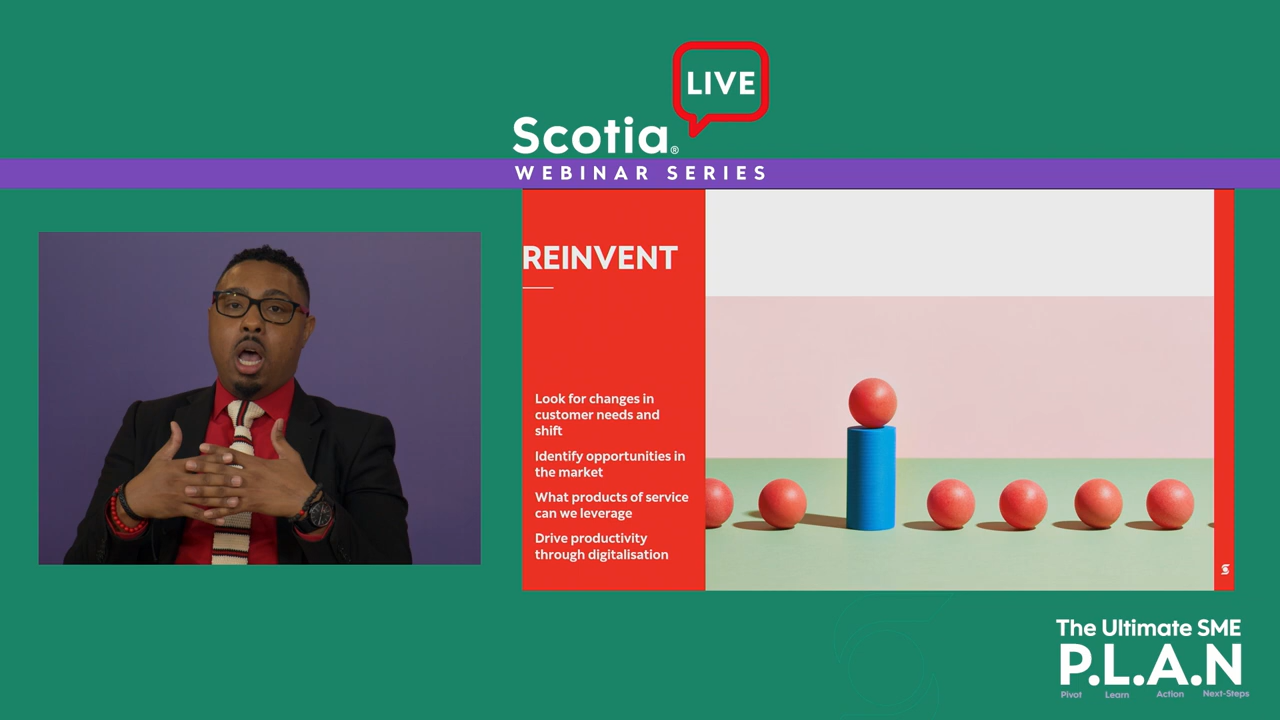 LIVE
Scotia®
WEBINAR SERIES
REINVENT
Look for changes in
customer needs and
shift
Identify opportunities in
the market
What products of service
can we leverage
Drive productivity
through digitalisation
The Ultimate SME
P.L.A.N
Pivot Learn Action Next-Steps